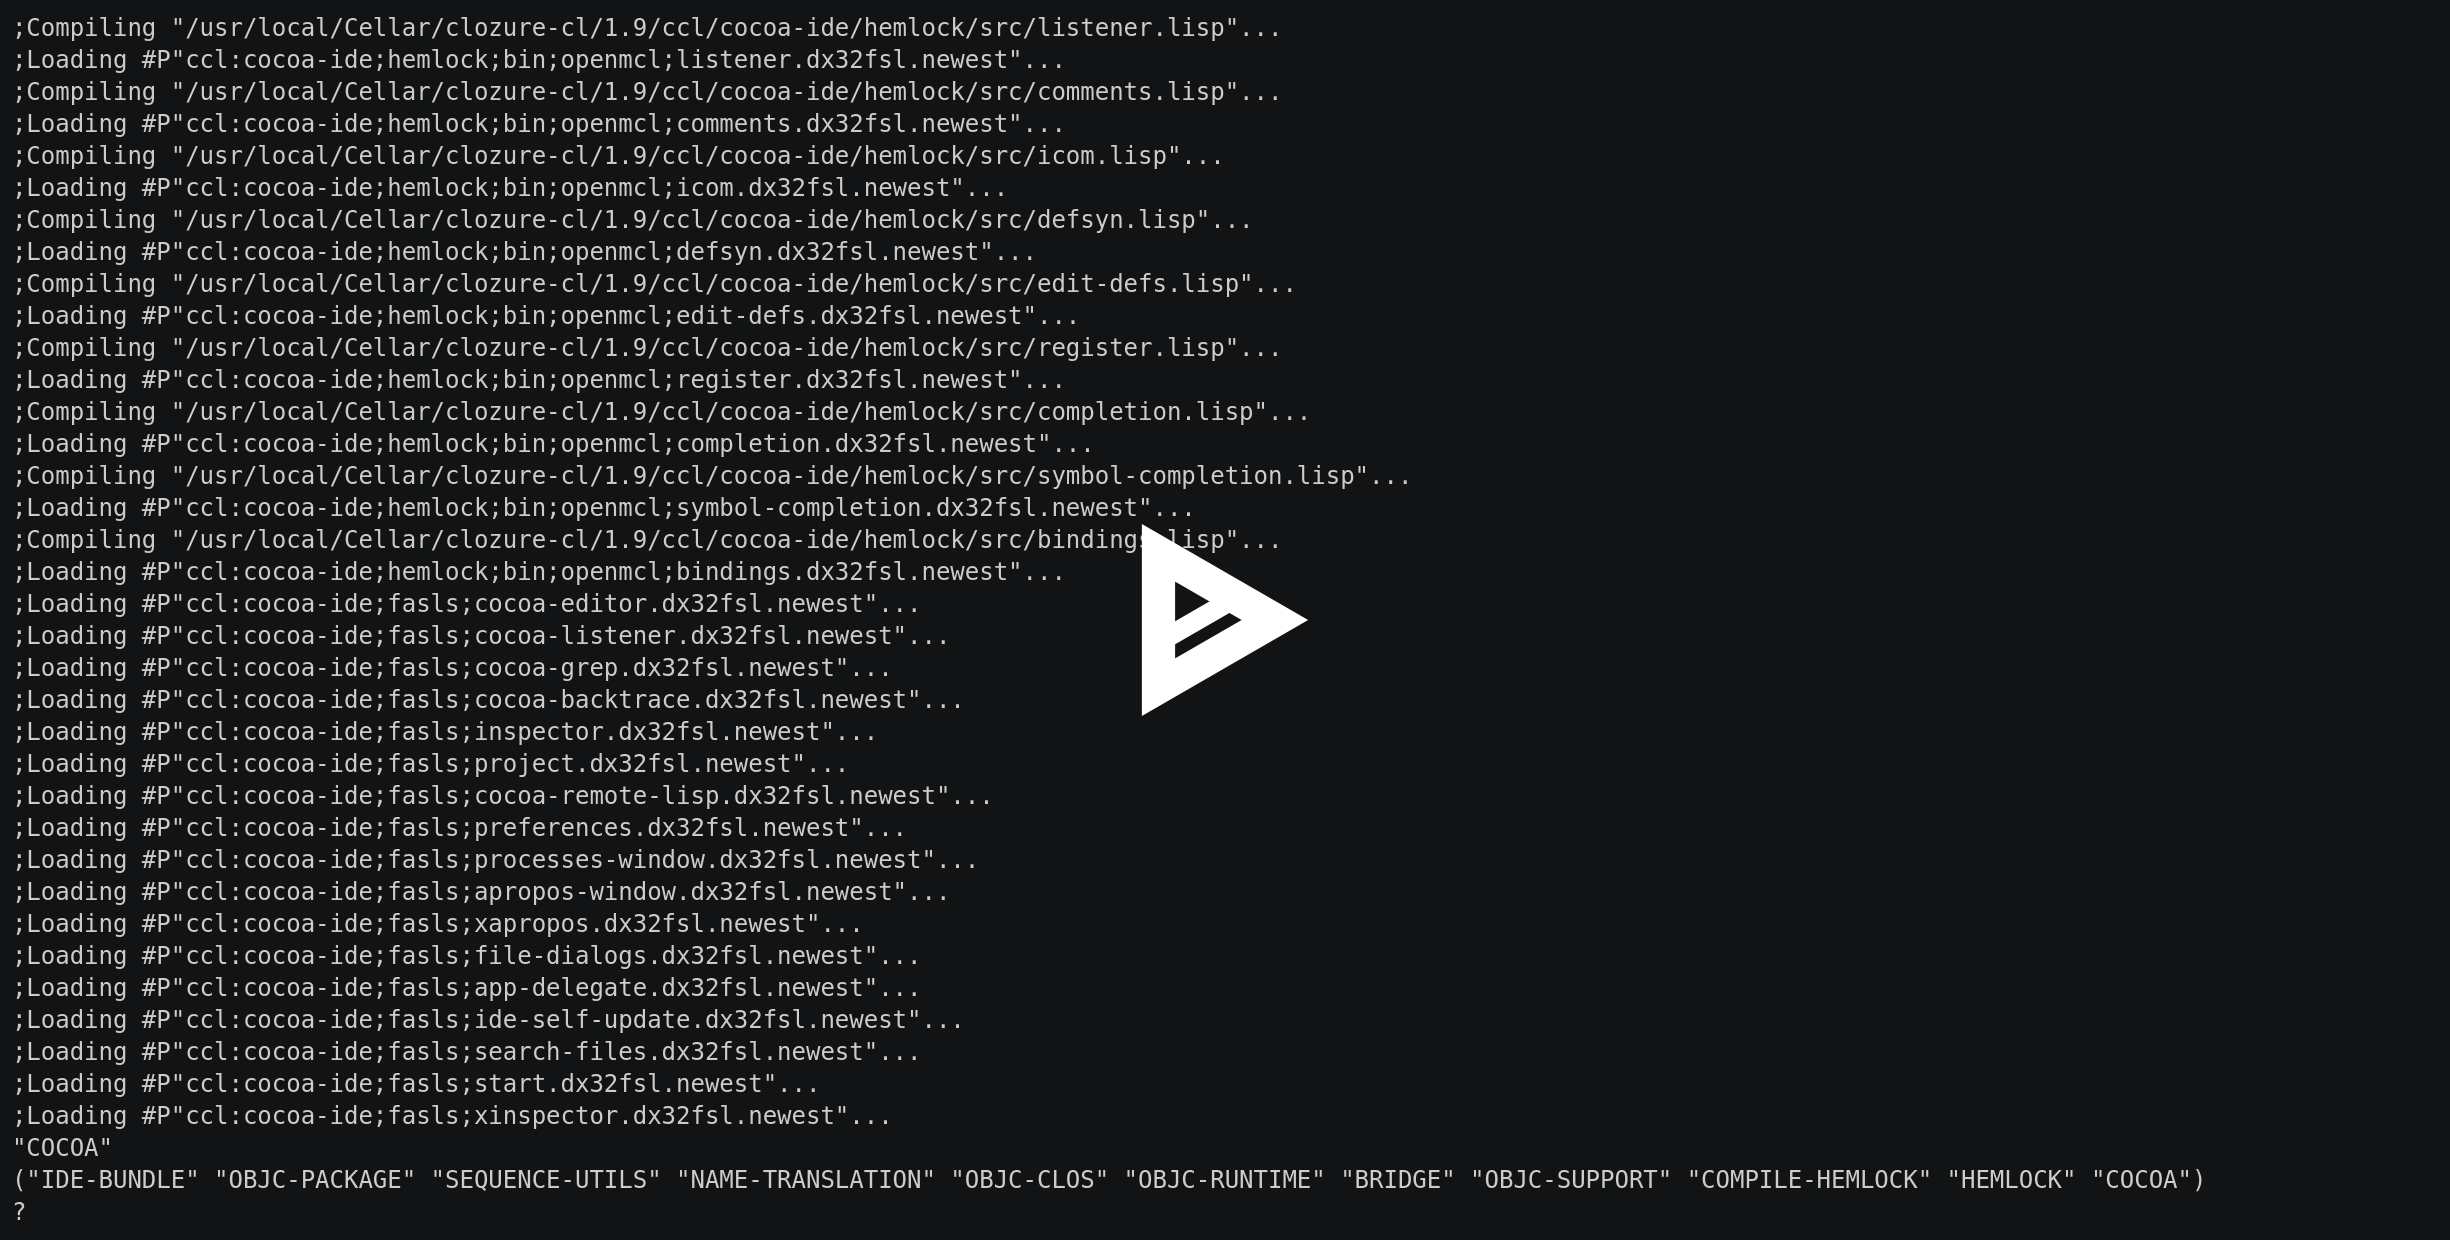 ;Compiling "/usr/local/Cellar/clozure-cl/1.9/ccl/cocoa-ide/hemlock/src/listener.lisp"...
;Loading #P"ccl:cocoa-ide;hemlock;bin;openmcl;listener.dx32fsl.newest"...
;Compiling "/usr/local/Cellar/clozure-cl/1.9/ccl/cocoa-ide/hemlock/src/comments.lisp"...
;Loading #P"ccl:cocoa-ide;hemlock;bin;openmcl;comments.dx32fsl.newest"...
;Compiling "/usr/local/Cellar/clozure-cl/1.9/ccl/cocoa-ide/hemlock/src/icom.lisp"...
;Loading #P"ccl:cocoa-ide;hemlock;bin;openmcl;icom.dx32fsl.newest"...
;Compiling "/usr/local/Cellar/clozure-cl/1.9/ccl/cocoa-ide/hemlock/src/defsyn.lisp"...
;Loading #P"ccl:cocoa-ide;hemlock;bin;openmcl;defsyn.dx32fsl.newest"...
;Compiling "/usr/local/Cellar/clozure-cl/1.9/ccl/cocoa-ide/hemlock/src/edit-defs.lisp"...
;Loading #P"ccl:cocoa-ide;hemlock;bin;openmcl;edit-defs.dx32fsl.newest"...
;Compiling "/usr/local/Cellar/clozure-cl/1.9/ccl/cocoa-ide/hemlock/src/register.lisp"...
;Loading #P"ccl:cocoa-ide;hemlock;bin;openmcl;register.dx32fsl.newest"...
;Compiling "/usr/local/Cellar/clozure-cl/1.9/ccl/cocoa-ide/hemlock/src/completion.lisp"...
;Loading #P"ccl:cocoa-ide;hemlock;bin;openmcl;completion.dx32fsl.newest"...
;Compiling "/usr/local/Cellar/clozure-cl/1.9/ccl/cocoa-ide/hemlock/src/symbol-completion.lisp"...
;Loading #P"ccl:cocoa-ide;hemlock;bin;openmcl;symbol-completion.dx32fsl.newest"...
;Compiling "/usr/local/Cellar/clozure-cl/1.9/ccl/cocoa-ide/hemlock/src/bindings.lisp"...
;Loading #P"ccl:cocoa-ide;hemlock;bin;openmcl;bindings.dx32fsl.newest"...
;Loading #P"ccl:cocoa-ide;fasls;cocoa-editor.dx32fsl.newest"...
;Loading #P"ccl:cocoa-ide;fasls;cocoa-listener.dx32fsl.newest"...
;Loading #P"ccl:cocoa-ide;fasls;cocoa-grep.dx32fsl.newest"...
;Loading #P"ccl:cocoa-ide;fasls;cocoa-backtrace.dx32fsl.newest"...
;Loading #P"ccl:cocoa-ide;fasls;inspector.dx32fsl.newest"...
;Loading #P"ccl:cocoa-ide;fasls;project.dx32fsl.newest"...
;Loading #P"ccl:cocoa-ide;fasls;cocoa-remote-lisp.dx32fsl.newest"...
;Loading #P"ccl:cocoa-ide;fasls;preferences.dx32fsl.newest"...
;Loading #P"ccl:cocoa-ide;fasls;processes-window.dx32fsl.newest"...
;Loading #P"ccl:cocoa-ide;fasls;apropos-window.dx32fsl.newest"...
;Loading #P"ccl:cocoa-ide;fasls;xapropos.dx32fsl.newest"...
;Loading #P"ccl:cocoa-ide;fasls;file-dialogs.dx32fsl.newest"...
;Loading #P"ccl:cocoa-ide;fasls;app-delegate.dx32fsl.newest"...
;Loading #P"ccl:cocoa-ide;fasls;ide-self-update.dx32fsl.newest"...
;Loading #P"ccl:cocoa-ide;fasls;search-files.dx32fsl.newest"...
;Loading #P"ccl:cocoa-ide;fasls;start.dx32fsl.newest"...
;Loading #P"ccl:cocoa-ide;fasls;xinspector.dx32fsl.newest"...
"COCOA"
("IDE-BUNDLE" "OBJC-PACKAGE" "SEQUENCE-UTILS" "NAME-TRANSLATION" "OBJC-CLOS" "OBJC-RUNTIME" "BRIDGE" "OBJC-SUPPORT" "COMPILE-HEMLOCK" "HEMLOCK" "COCOA")
?